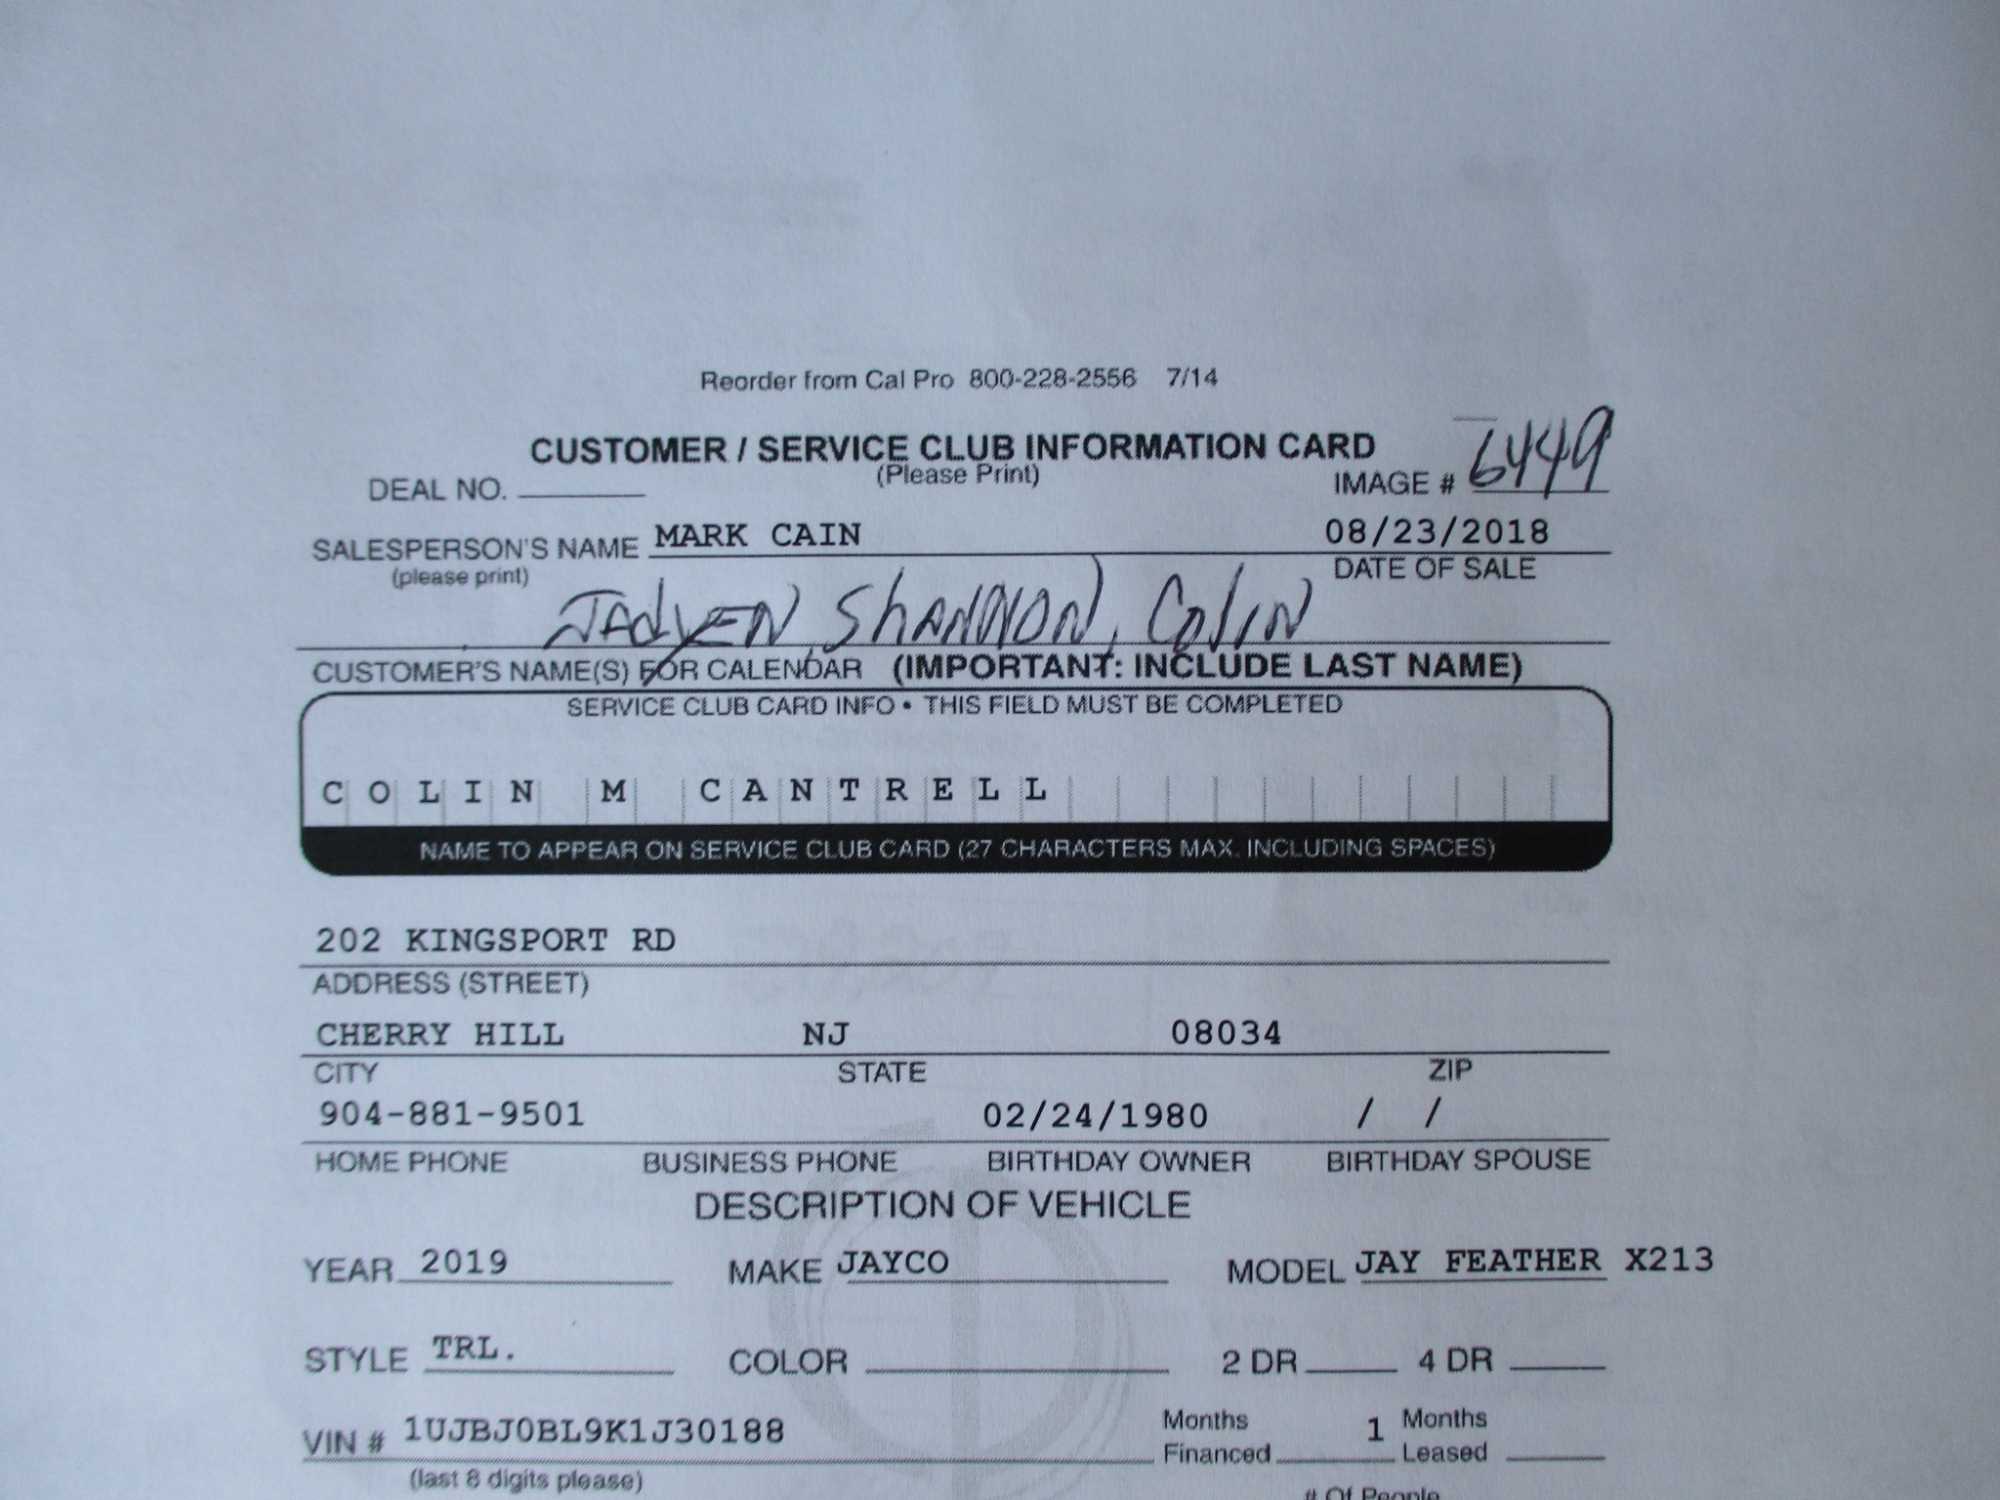 Reorder from Cal Pro 800-228-2556 7/14
CUSTOMER / SERVICE CLUB INFORMATION CARD
(Please Print)
DEAL NO. IMAGE # 6449
SALESPERSON'S NAME MARK CAIN 08/23/2018
(please print) DATE OF SALE
JAdyEN, ShANNON, ColIN
CUSTOMER'S NAME(S) FOR CALENDAR (IMPORTANT: INCLUDE LAST NAME)
SERVICE CLUB CARD INFO • THIS FIELD MUST BE COMPLETED
COLIN M CANTRELL
NAME TO APPEAR ON SERVICE CLUB CARD (27 CHARACTERS MAX. INCLUDING SPACES)
202 KINGSPORT RD
ADDRESS (STREET)
CHERRY HILL NJ 08034
CITY STATE ZIP
904-881-9501 02/24/1980 / /
HOME PHONE BUSINESS PHONE BIRTHDAY OWNER BIRTHDAY SPOUSE
DESCRIPTION OF VEHICLE
YEAR 2019 MAKE JAYCO MODEL JAY FEATHER X213
STYLE TRL. COLOR 2 DR 4 DR
VIN # 1UJBJ0BL9K1J30188 Months Financed 1 Months Leased
(last 8 digits please)
# Of People